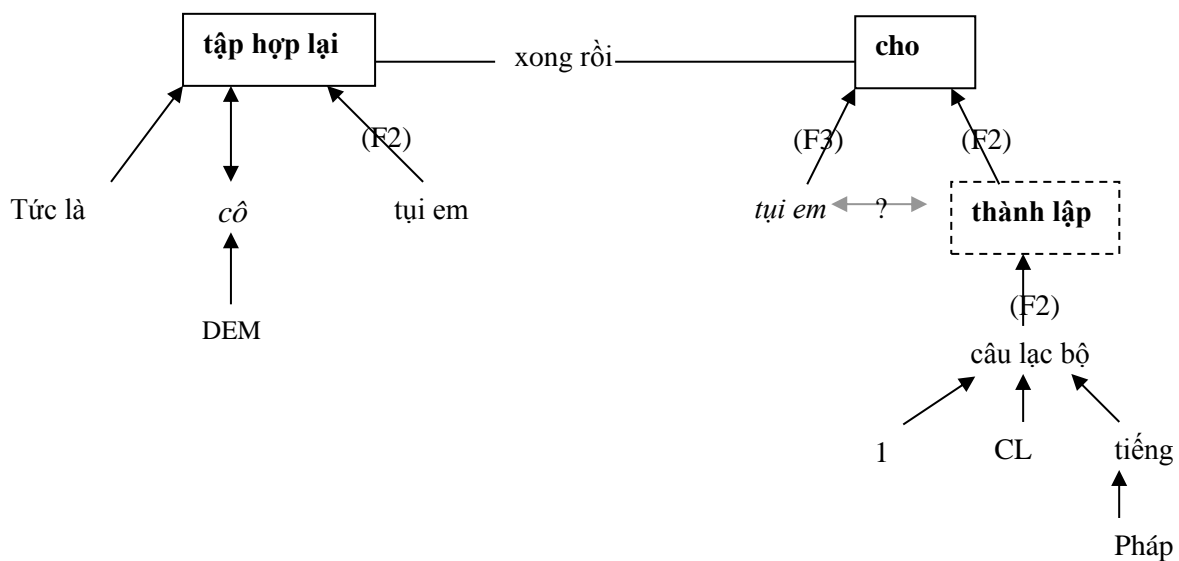 tập hợp lại
xong rồi
cho
(F2)
(F3)
(F2)
Tức là
cô
tụi em
tụi em
?
thành lập
DEM
(F2)
câu lạc bộ
1
CL
tiếng
Pháp